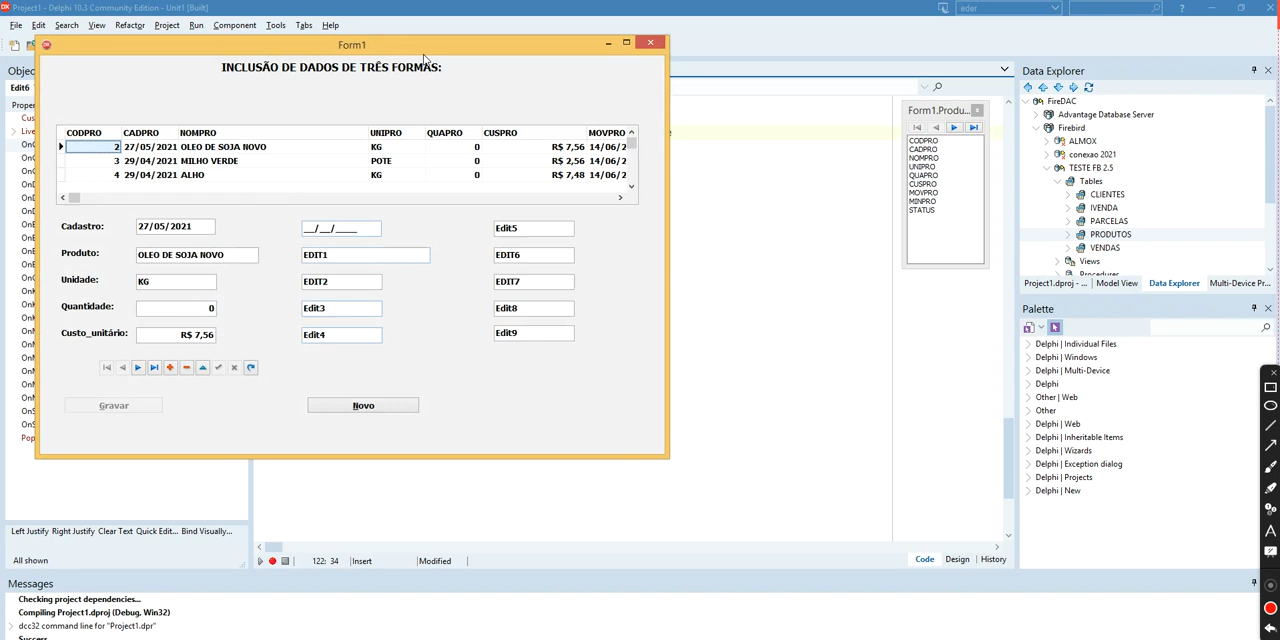 Project1 - Delphi 10.3 Community Edition - Unit1 [Built]
eder
File Edit Search View Refactor Project Run Component Tools Tabs Help
Form1
INCLUSÃO DE DADOS DE TRÊS FORMAS:
CODPRO CADPRO NOMPRO UNIPRO QUAPRO CUSPRO MOVPRO
2 27/05/2021 OLEO DE SOJA NOVO KG 0 R$ 7,56 14/06/2
3 29/04/2021 MILHO VERDE POTE 0 R$ 2,56 14/06/2
4 29/04/2021 ALHO KG 0 R$ 7,48 14/06/2
Cadastro: 27/05/2021 __/__/____ Edit5
Produto: OLEO DE SOJA NOVO EDIT1 EDIT6
Unidade: KG EDIT2 EDIT7
Quantidade: 0 Edit3 Edit8
Custo_unitário: R$ 7,56 Edit4 Edit9
Gravar Novo
Edit6
Form1.Produ...
CODPRO
CADPRO
NOMPRO
UNIPRO
QUAPRO
CUSPRO
MOVPRO
MINPRO
STATUS
Data Explorer
FireDAC
Advantage Database Server
Firebird
ALMOX
conexao 2021
TESTE FB 2.5
Tables
CLIENTES
IVENDA
PARCELAS
PRODUTOS
VENDAS
Views
Procedures
Project1.dproj - ... Model View Data Explorer Multi-Device Pr...
Palette
Delphi | Individual Files
Delphi | Windows
Delphi | Multi-Device
Delphi
Other | Web
Other
Delphi | Web
Delphi | Inheritable Items
Delphi | Wizards
Delphi | Exception dialog
Delphi | Projects
Delphi | New
Left Justify Right Justify Clear Text Quick Edit... Bind Visually...
All shown
122: 34 Insert Modified Code Design History
Messages
Checking project dependencies...
Compiling Project1.dproj (Debug, Win32)
dcc32 command line for "Project1.dpr"
Success